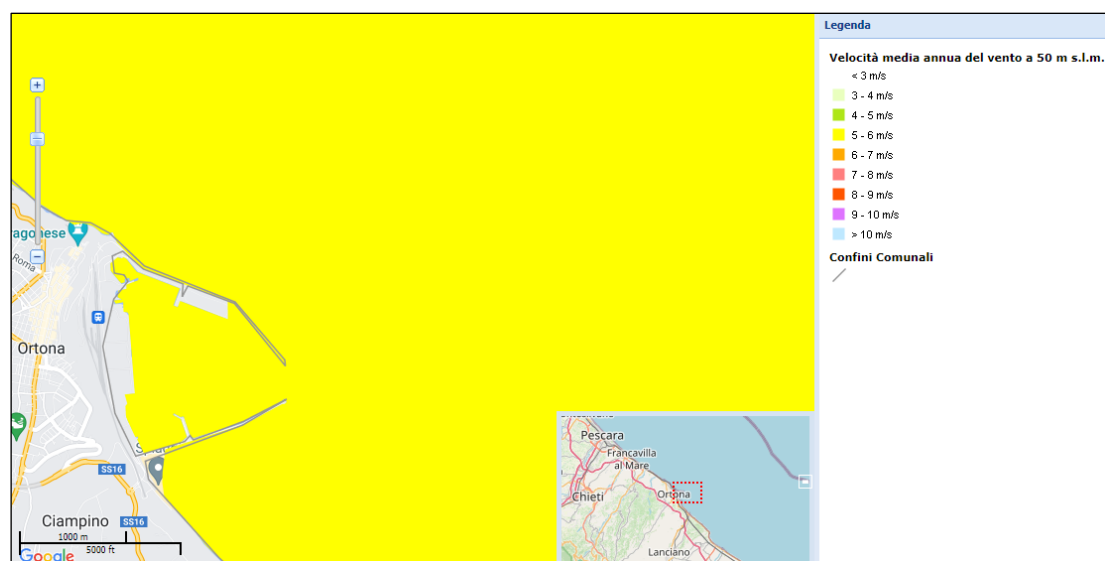 Legenda
Velocità media annua del vento a 50 m s.l.m.
< 3 m/s
3 - 4 m/s
4 - 5 m/s
5 - 6 m/s
6 - 7 m/s
7 - 8 m/s
8 - 9 m/s
9 - 10 m/s
> 10 m/s
Confini Comunali
ragonese
Roma
Ortona
SS16
Ciampino
SS16
1000 m
5000 ft
Google
Pescara
Francavilla
al Mare
Chieti
Ortona
Lanciano